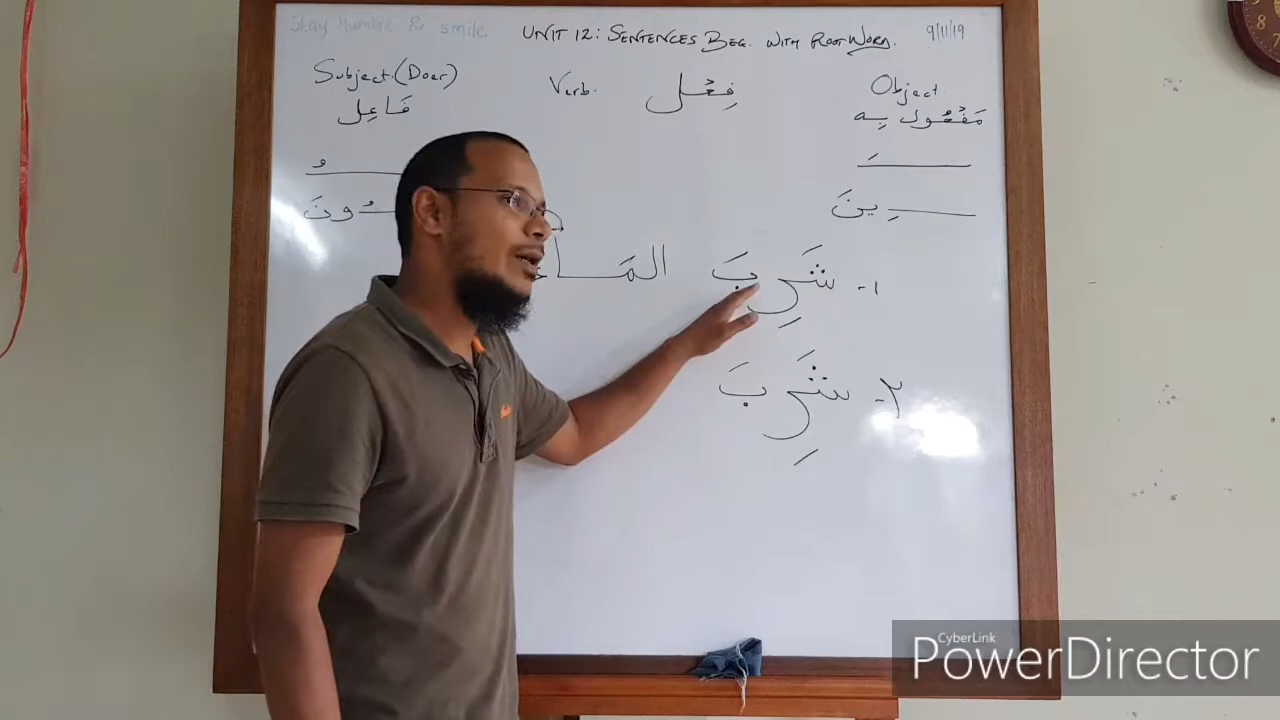 Stay Humble & smile
UNIT 12: SENTENCES BEG. WITH ROOT WORD. 9/11/19
Subject (Doer) Verb. فِعْل Object.
فَاعِل مَفْعُول بِه
ـُ ـَ
ـُونَ ـِينَ
١- شَرِبَ
٢- شَرِبَ
CyberLink
PowerDirector